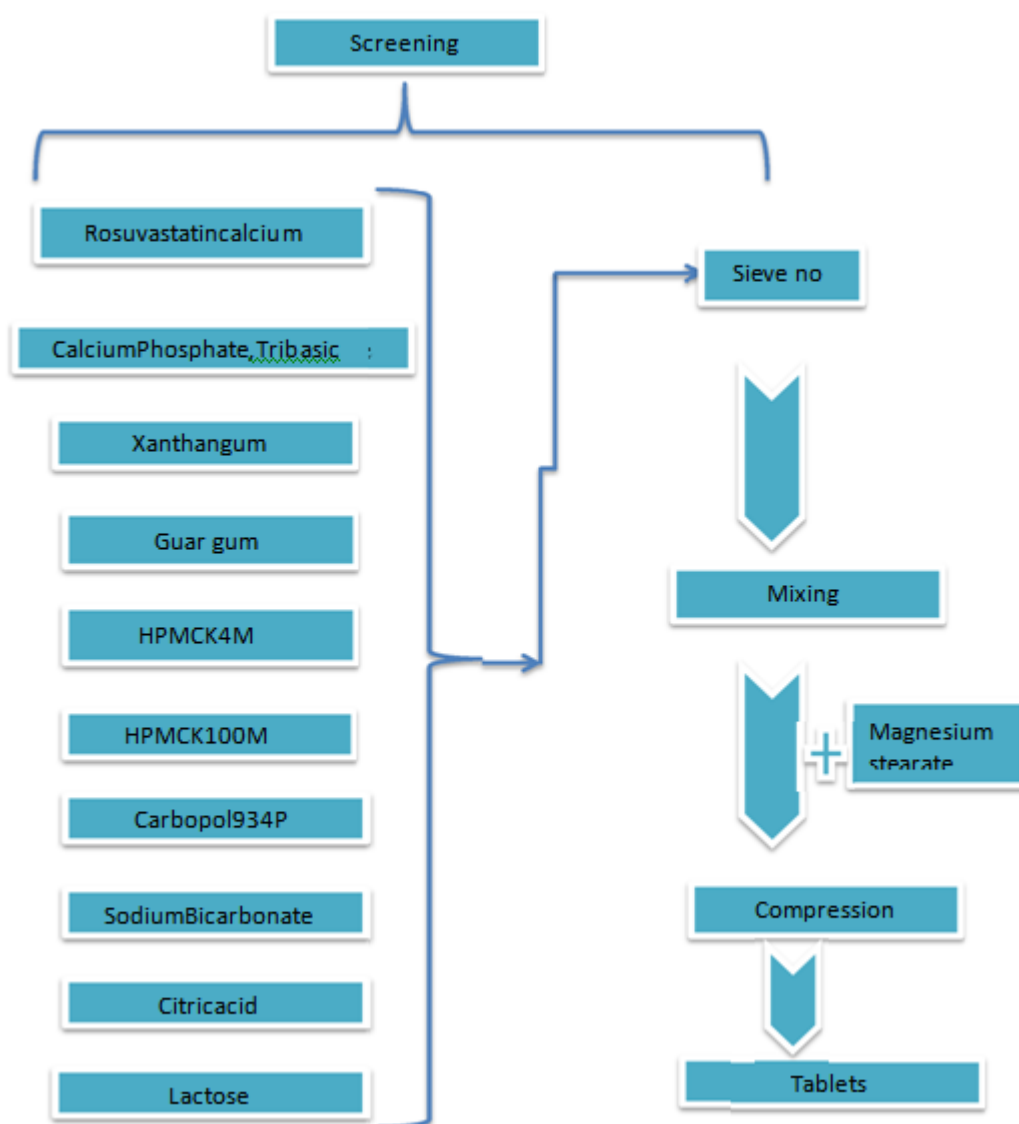 Screening
Rosuvastatincalcium
CalciumPhosphate,Tribasic :
Xanthangum
Guar gum
HPMCK4M
HPMCK100M
Carbopol934P
SodiumBicarbonate
Citricacid
Lactose
Sieve no
Mixing
+
Magnesium
stearate
Compression
Tablets